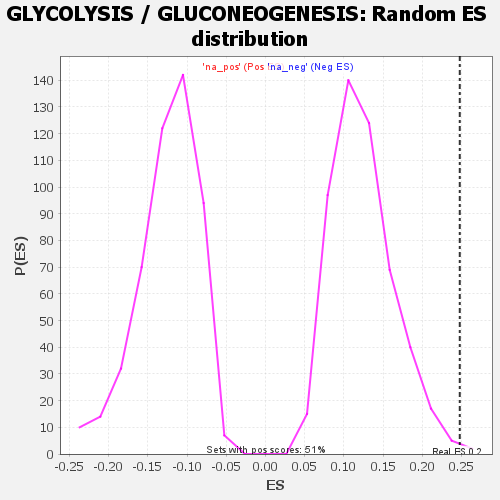 GLYCOLYSIS / GLUCONEOGENESIS: Random ES
distribution
'na_pos' (Pos 'na_neg' (Neg ES)
140
130
120
110
100
90
80
70
60
50
40
30
20
10
0
P(ES)
Sets with pos scores: 51%
Real ES 0.2
-0.25 -0.20 -0.15 -0.10 -0.05 0.00 0.05 0.10 0.15 0.20 0.25
ES